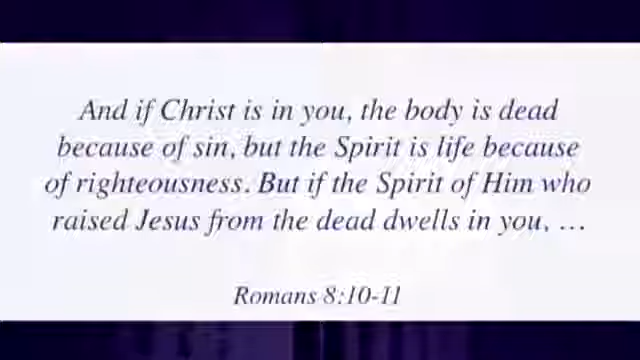 And if Christ is in you, the body is dead
because of sin, but the Spirit is life because
of righteousness. But if the Spirit of Him who
raised Jesus from the dead dwells in you, …
Romans 8:10-11